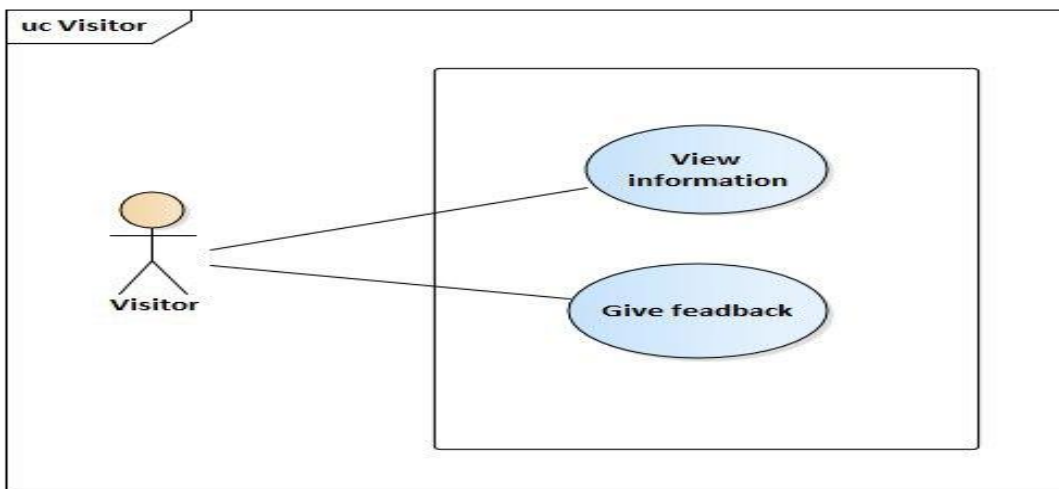 uc Visitor
View
information
Visitor
Give feadback